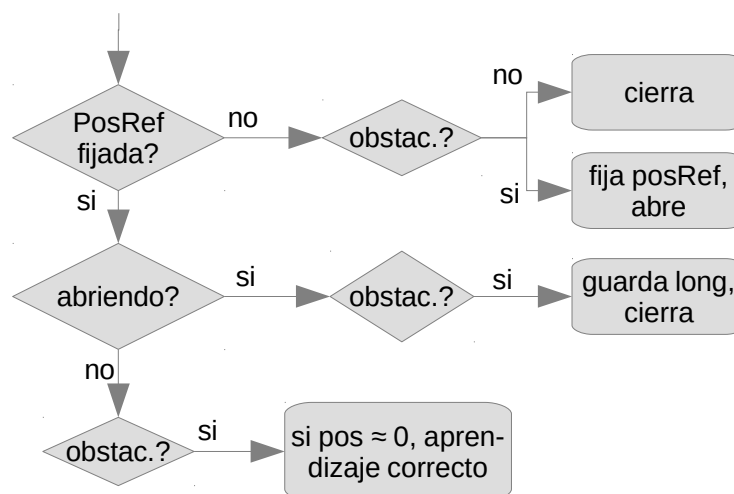 PosRef
fijada?
no
obstac.?
no
cierra
si
fija posRef,
abre
si
abriendo?
si
obstac.?
si
guarda long,
cierra
no
obstac.?
si
si pos ≈ 0, apren-
dizaje correcto